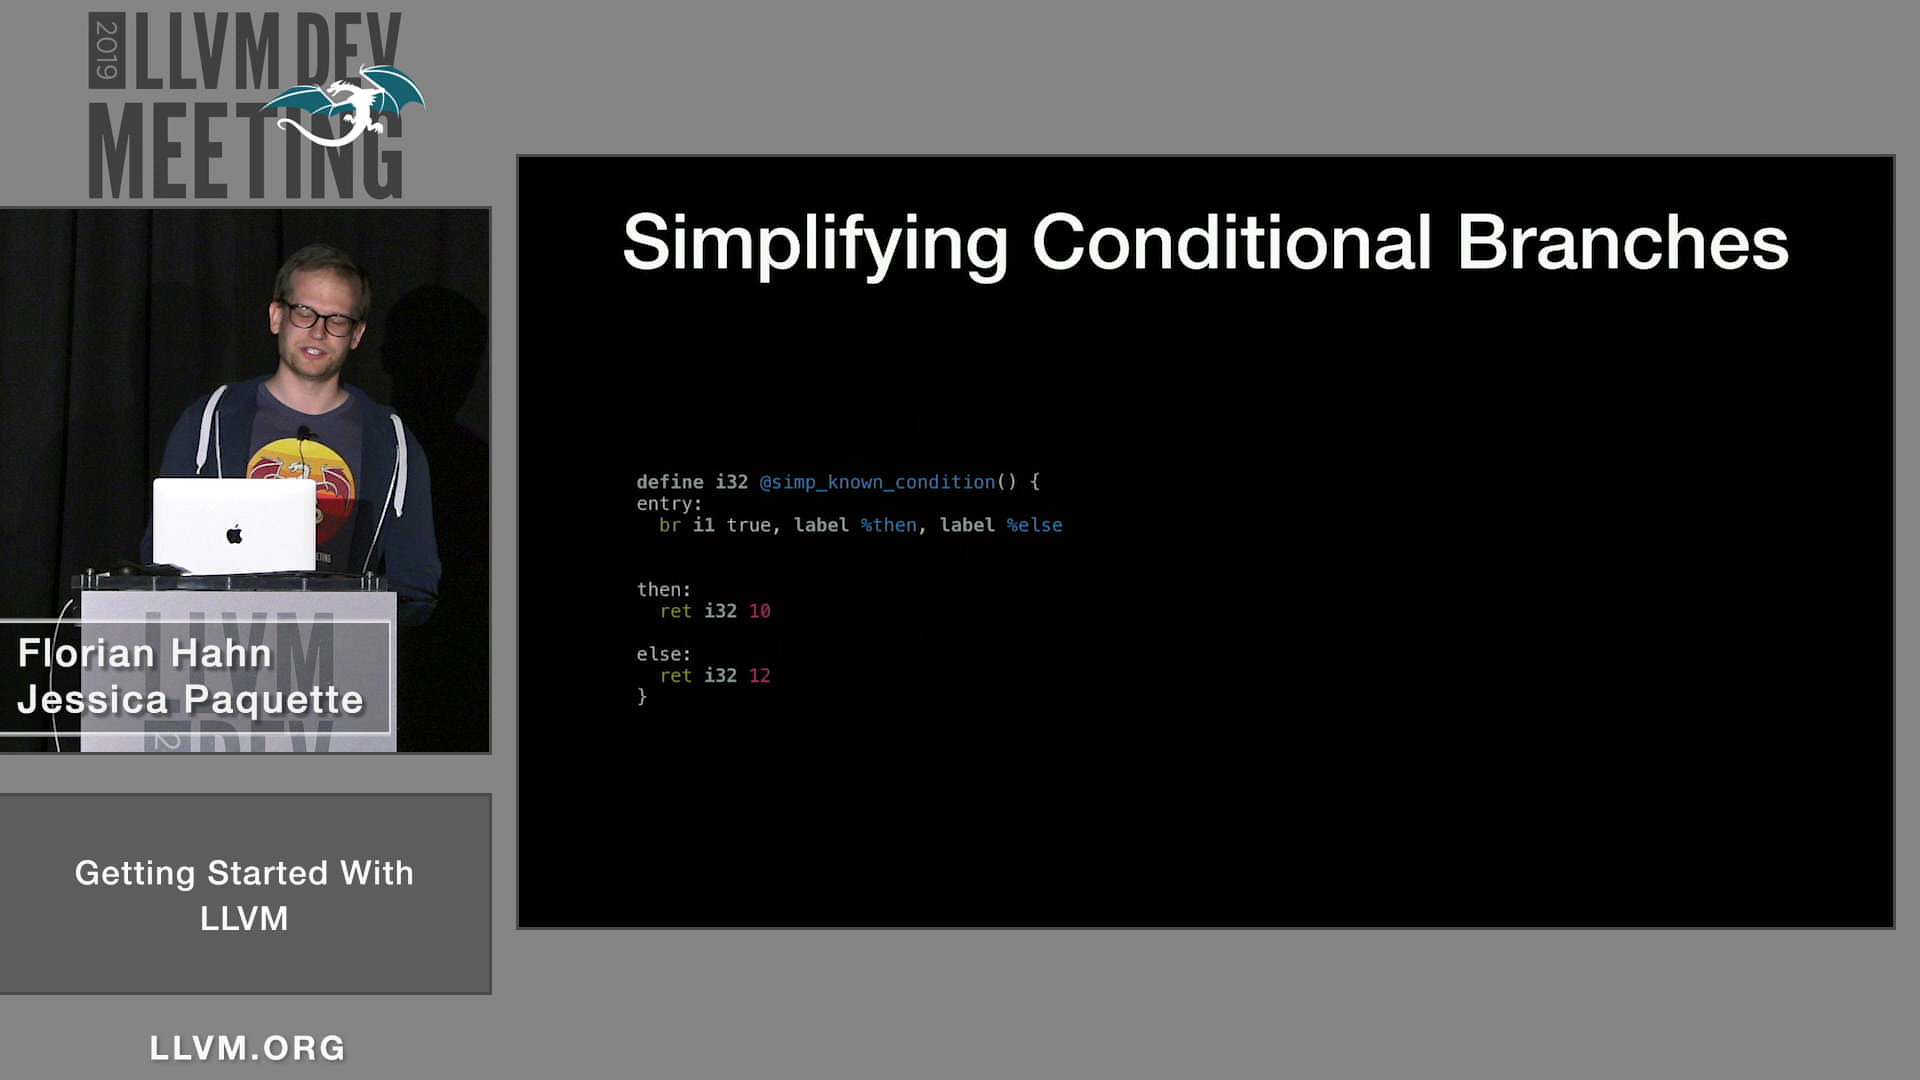 2019
LLVM DEV
MEETING
Simplifying Conditional Branches
define i32 @simp_known_condition() {
entry:
br i1 true, label %then, label %else
then:
ret i32 10
else:
ret i32 12
}
LLVM
Florian Hahn
Jessica Paquette
Getting Started With
LLVM
LLVM.ORG